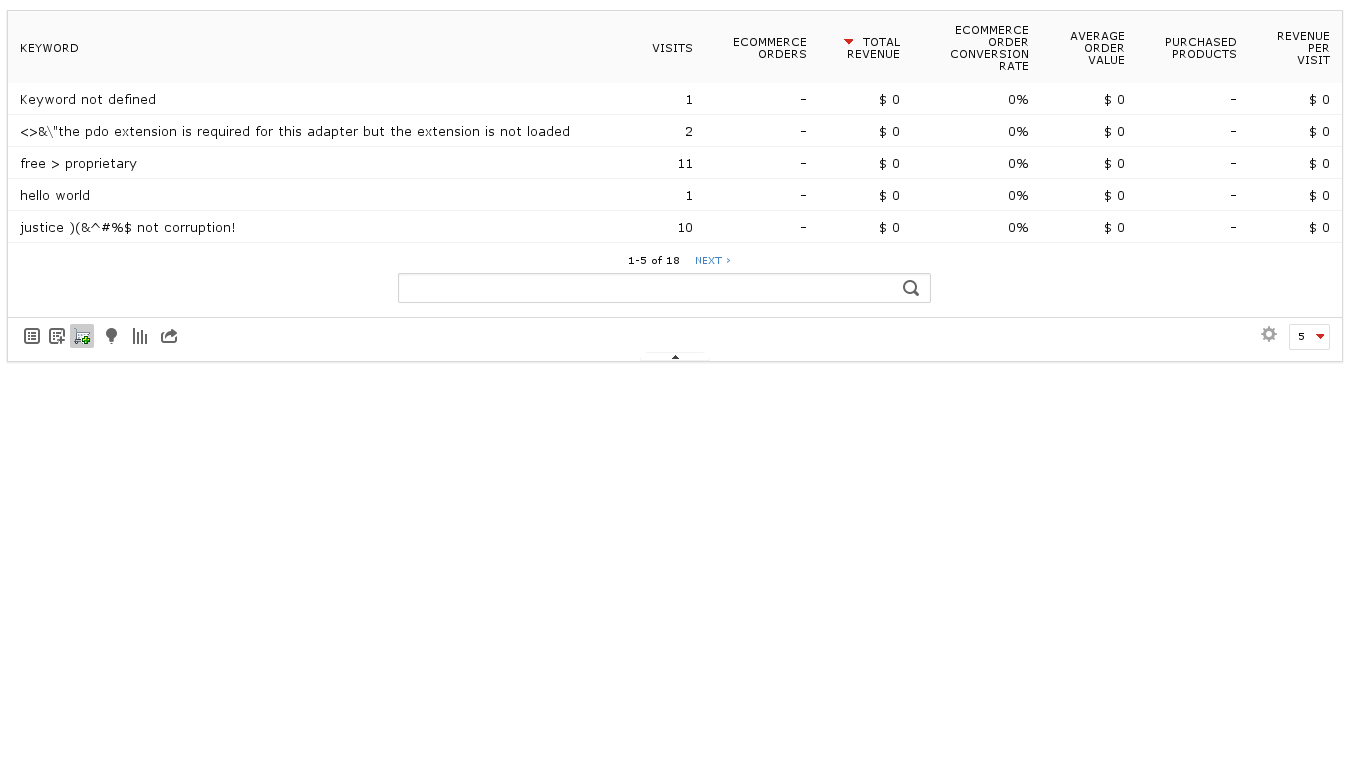 KEYWORD VISITS ECOMMERCE ORDERS TOTAL REVENUE ECOMMERCE ORDER CONVERSION RATE AVERAGE ORDER VALUE PURCHASED PRODUCTS REVENUE PER VISIT
Keyword not defined 1 - $ 0 0% $ 0 - $ 0
<>&\"the pdo extension is required for this adapter but the extension is not loaded 2 - $ 0 0% $ 0 - $ 0
free > proprietary 11 - $ 0 0% $ 0 - $ 0
hello world 1 - $ 0 0% $ 0 - $ 0
justice )(&^#%$ not corruption! 10 - $ 0 0% $ 0 - $ 0
1-5 of 18 NEXT ›
5